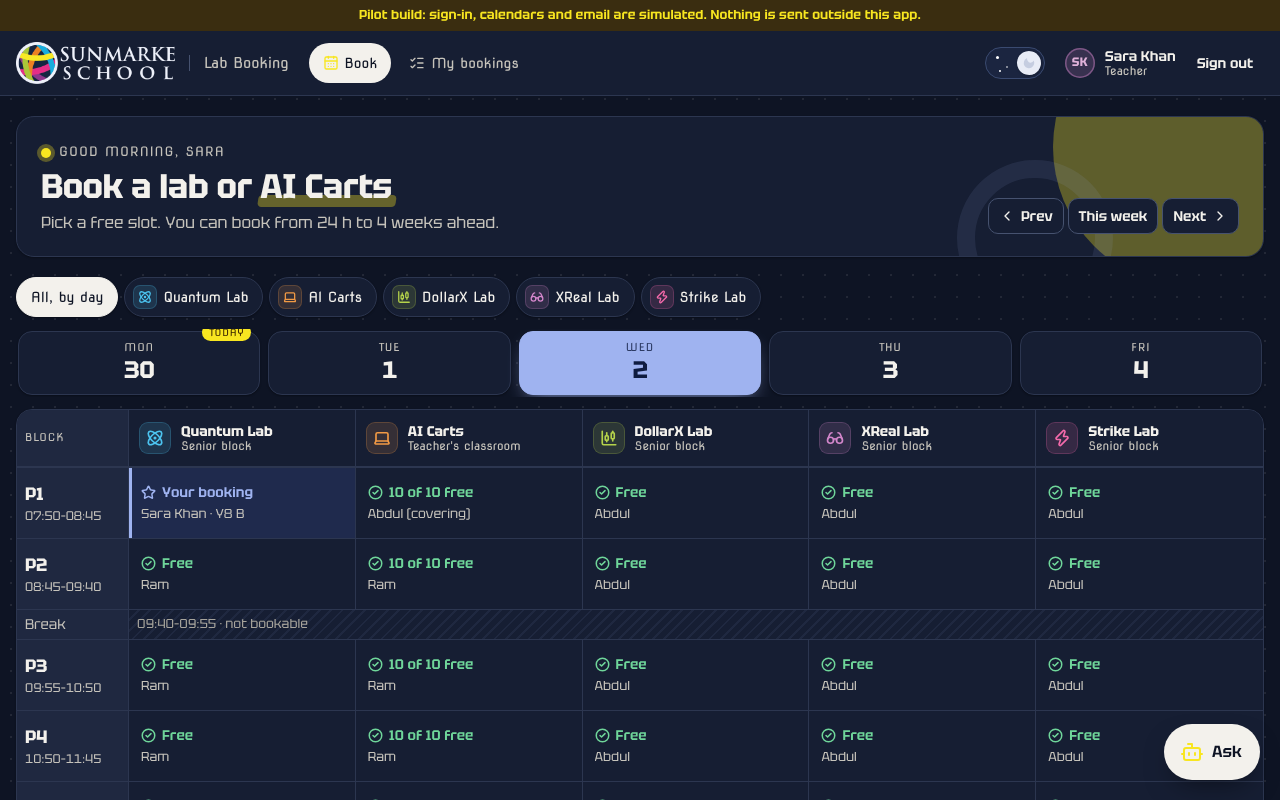 Pilot build: sign-in, calendars and email are simulated. Nothing is sent outside this app.
SUNMARKE
SCHOOL
Lab Booking
Book
My bookings
SK
Sara Khan
Teacher
Sign out
GOOD MORNING, SARA
Book a lab or AI Carts
Pick a free slot. You can book from 24 h to 4 weeks ahead.
Prev
This week
Next
All, by day
Quantum Lab
AI Carts
DollarX Lab
XReal Lab
Strike Lab
TODAY
MON
30
TUE
1
WED
2
THU
3
FRI
4
BLOCK
Quantum Lab
Senior block
AI Carts
Teacher's classroom
DollarX Lab
Senior block
XReal Lab
Senior block
Strike Lab
Senior block
P1
07:50-08:45
Your booking
Sara Khan · Y8 B
10 of 10 free
Abdul (covering)
Free
Abdul
Free
Abdul
Free
Abdul
P2
08:45-09:40
Free
Ram
10 of 10 free
Ram
Free
Abdul
Free
Abdul
Free
Abdul
Break
09:40-09:55 · not bookable
P3
09:55-10:50
Free
Ram
10 of 10 free
Ram
Free
Abdul
Free
Abdul
Free
Abdul
P4
10:50-11:45
Free
Ram
10 of 10 free
Ram
Free
Abdul
Free
Abdul
Free
Abdul
Ask